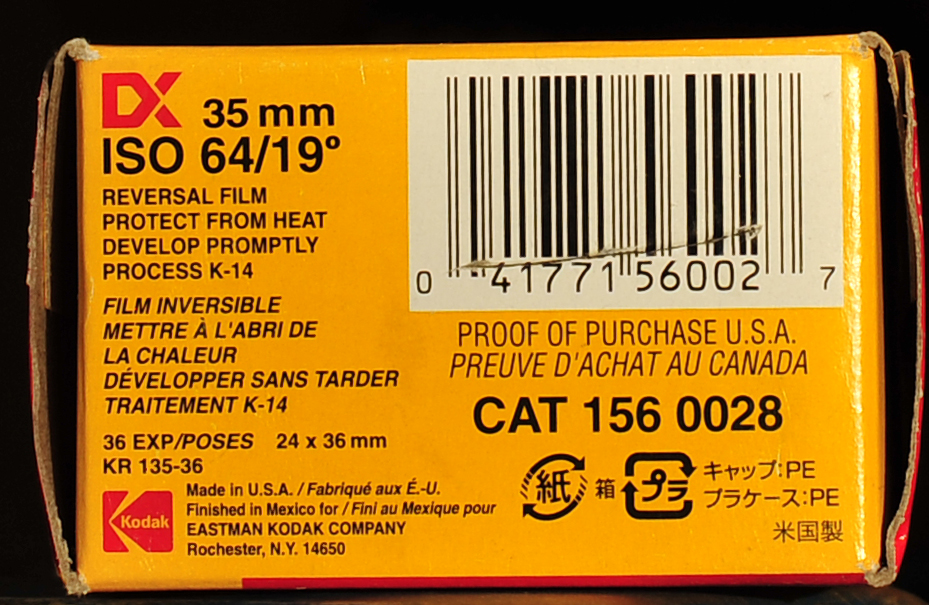 DX 35 mm
ISO 64/19°
REVERSAL FILM
PROTECT FROM HEAT
DEVELOP PROMPTLY
PROCESS K-14
FILM INVERSIBLE
METTRE À L'ABRI DE
LA CHALEUR
DÉVELOPPER SANS TARDER
TRAITEMENT K-14
36 EXP/POSES 24 x 36 mm
KR 135-36
Kodak
Made in U.S.A. / Fabriqué aux É.-U.
Finished in Mexico for / Fini au Mexique pour
EASTMAN KODAK COMPANY
Rochester, N.Y. 14650
0 41771 56002 7
PROOF OF PURCHASE U.S.A.
PREUVE D'ACHAT AU CANADA
CAT 156 0028
紙 箱 プラ キャップ:PE
プラケース:PE
米国製